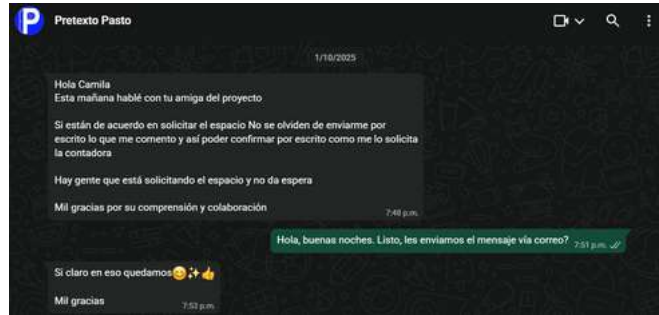 P
Pretexto Pasto
1/10/2025
Hola Camila
Esta mañana hablé con tu amiga del proyecto
Si están de acuerdo en solicitar el espacio No se olviden de enviarme por
escrito lo que me comento y así poder confirmar por escrito como me lo solicita
la contadora
Hay gente que está solicitando el espacio y no da espera
Mil gracias por su comprensión y colaboración
7:48 p.m.
Hola, buenas noches. Listo, les enviamos el mensaje vía correo?
7:51 p.m.
Si claro en eso quedamos😊✨👍
Mil gracias
7:53 p.m.